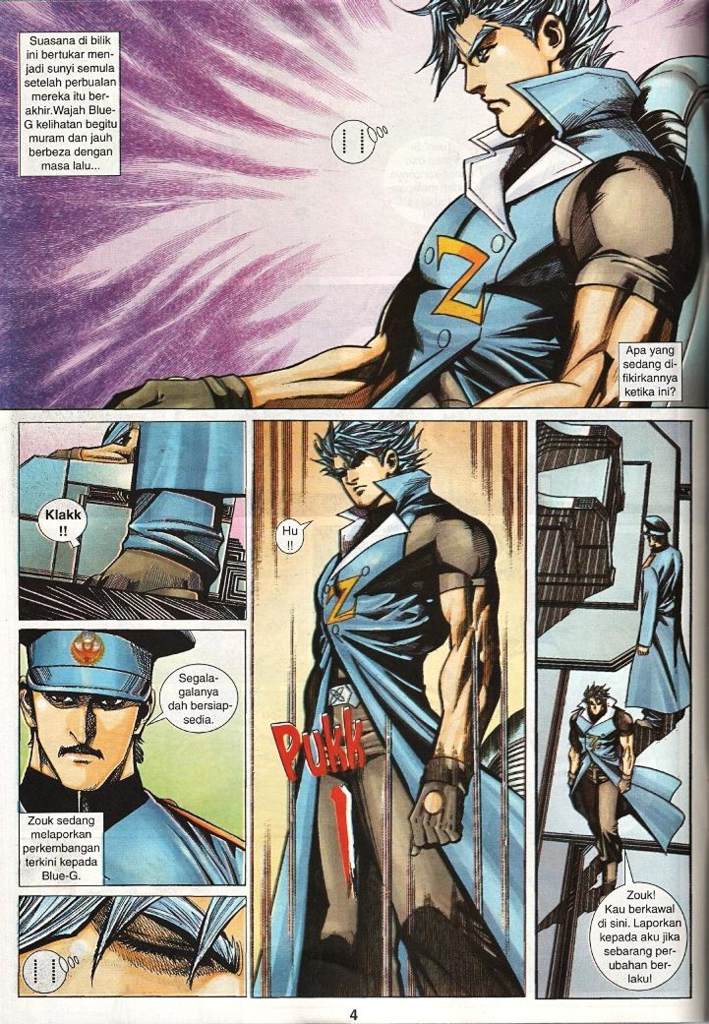 Suasana di bilik
ini bertukar men-
jadi sunyi semula
setelah perbualan
mereka itu ber-
akhir.Wajah Blue-
G kelihatan begitu
muram dan jauh
berbeza dengan
masa lalu...
!!
Z
Apa yang
sedang di-
fikirkannya
ketika ini?
Klakk
!!
Segala-
galanya
dah bersiap-
sedia.
Zouk sedang
melaporkan
perkembangan
terkini kepada
Blue-G.
!!
Hu
!!
Z
PUKK
!
Z
Zouk!
Kau berkawal
di sini. Laporkan
kepada aku jika
sebarang per-
ubahan ber-
laku!
4